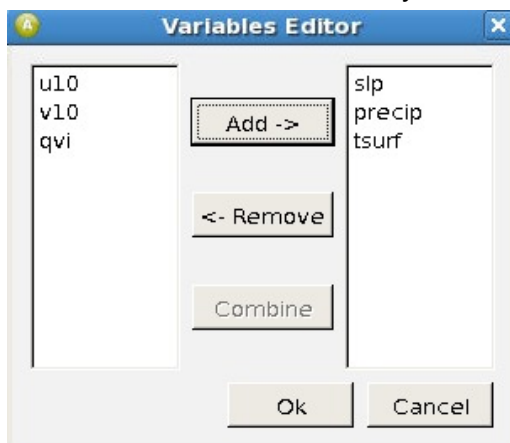 Variables Editor
u10
v10
qvi
Add ->
<- Remove
Combine
slp
precip
tsurf
Ok
Cancel